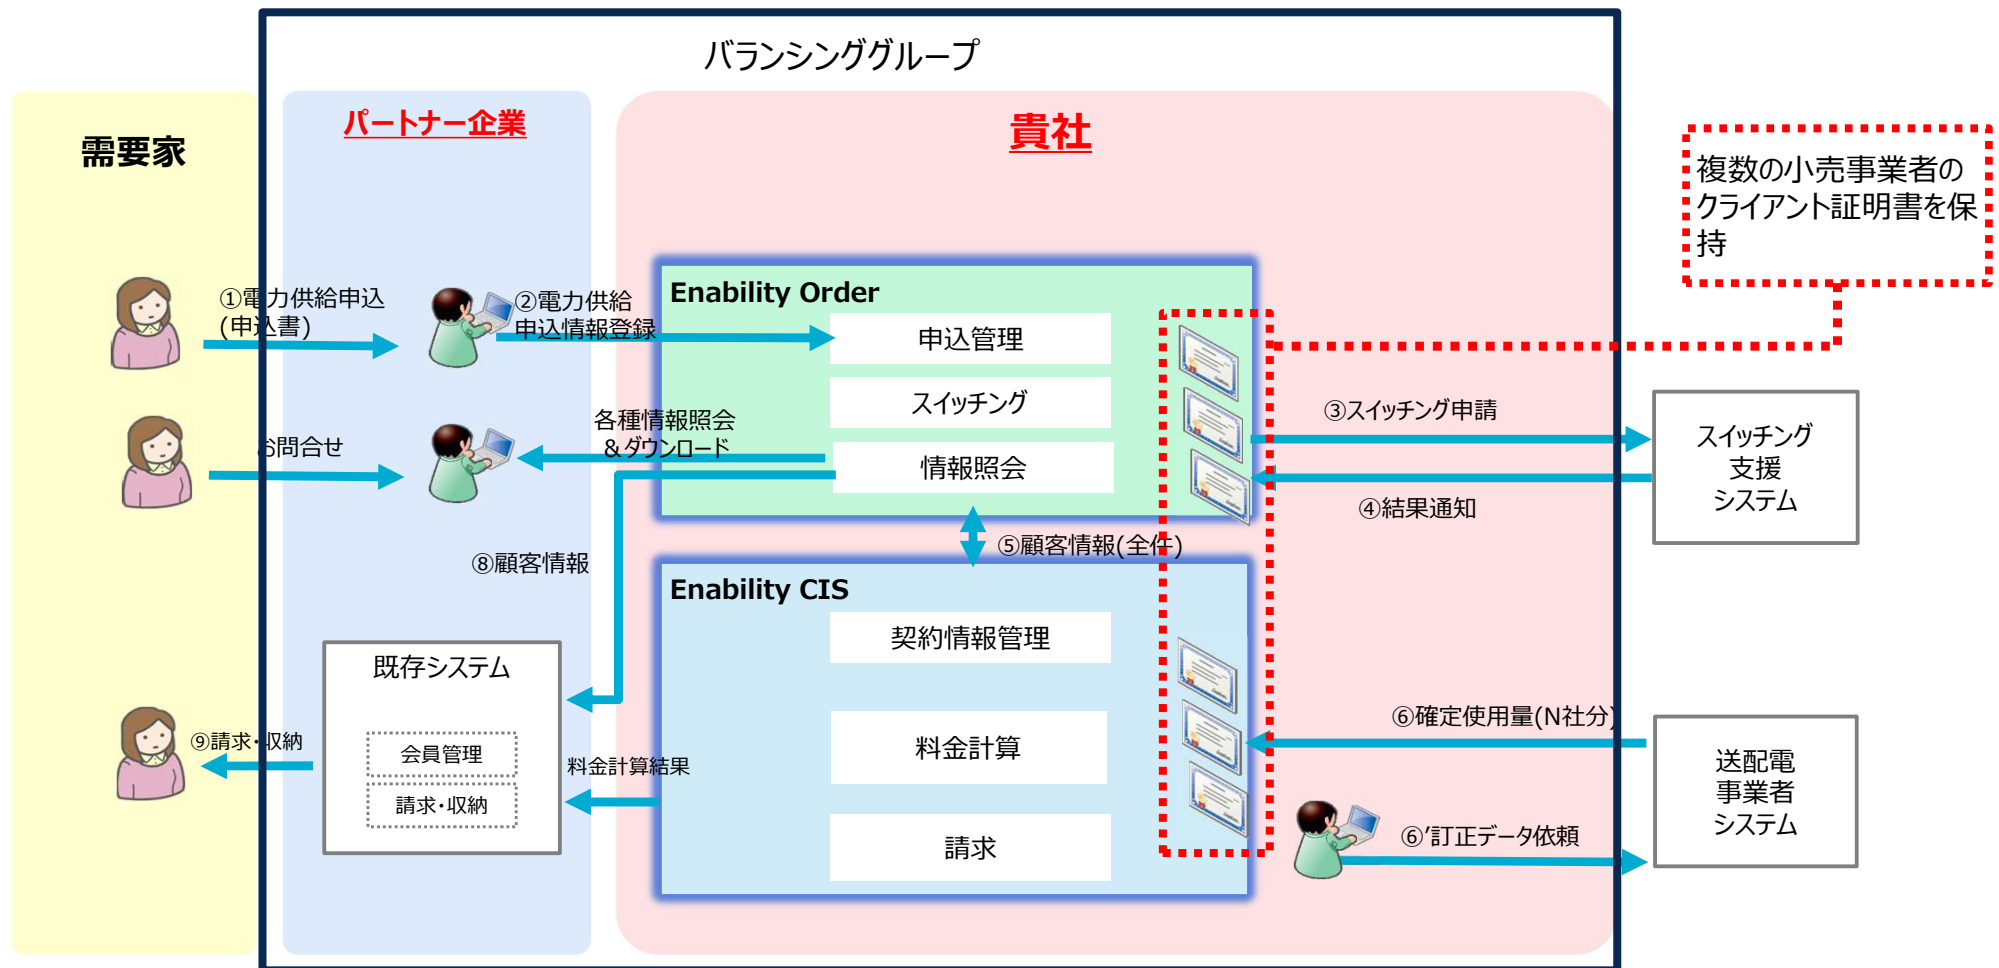 バランシンググループ
需要家
パートナー企業
貴社
複数の小売事業者の
クライアント証明書を保
持
①電力供給申込
(申込書)
②電力供給
申込情報登録
Enability Order
申込管理
スイッチング
情報照会
お問合せ
各種情報照会
＆ダウンロード
③スイッチング申請
④結果通知
スイッチング
支援
システム
⑤顧客情報(全件)
⑧顧客情報
Enability CIS
契約情報管理
料金計算
請求
既存システム
会員管理
請求・収納
⑨請求・収納
料金計算結果
⑥確定使用量(N社分)
⑥’訂正データ依頼
送配電
事業者
システム